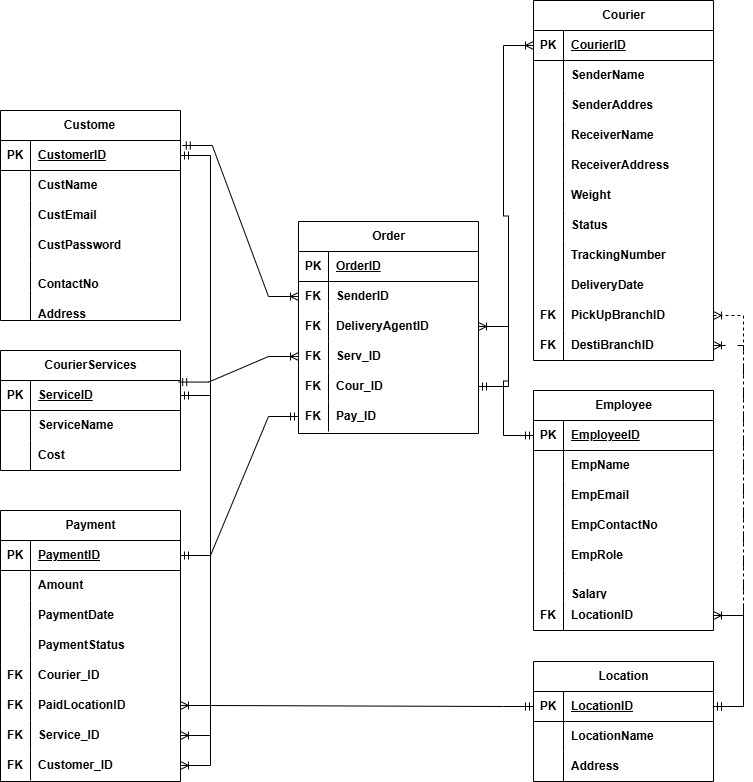 Courier
PK CourierID
SenderName
SenderAddres
ReceiverName
ReceiverAddress
Weight
Status
TrackingNumber
DeliveryDate
FK PickUpBranchID
FK DestiBranchID
Custome
PK CustomerID
CustName
CustEmail
CustPassword
ContactNo
Address
Order
PK OrderID
FK SenderID
FK DeliveryAgentID
FK Serv_ID
FK Cour_ID
FK Pay_ID
CourierServices
PK ServiceID
ServiceName
Cost
Employee
PK EmployeeID
EmpName
EmpEmail
EmpContactNo
EmpRole
Salary
FK LocationID
Payment
PK PaymentID
Amount
PaymentDate
PaymentStatus
FK Courier_ID
FK PaidLocationID
FK Service_ID
FK Customer_ID
Location
PK LocationID
LocationName
Address